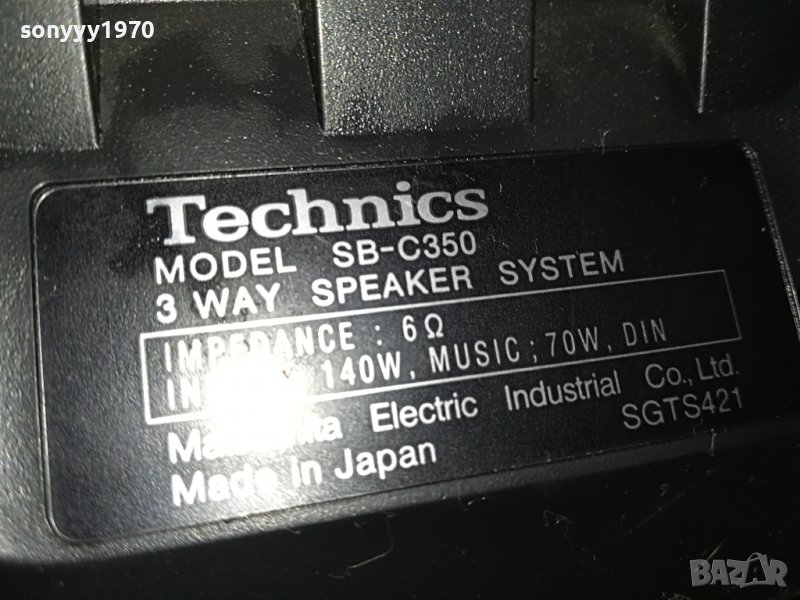 sonyyy1970
Technics
MODEL SB-C350
3 WAY SPEAKER SYSTEM
IMPEDANCE : 6Ω
140W, MUSIC; 70W, DIN
Electric Industrial Co., Ltd.
SGTS421
Made in Japan
BAZAR